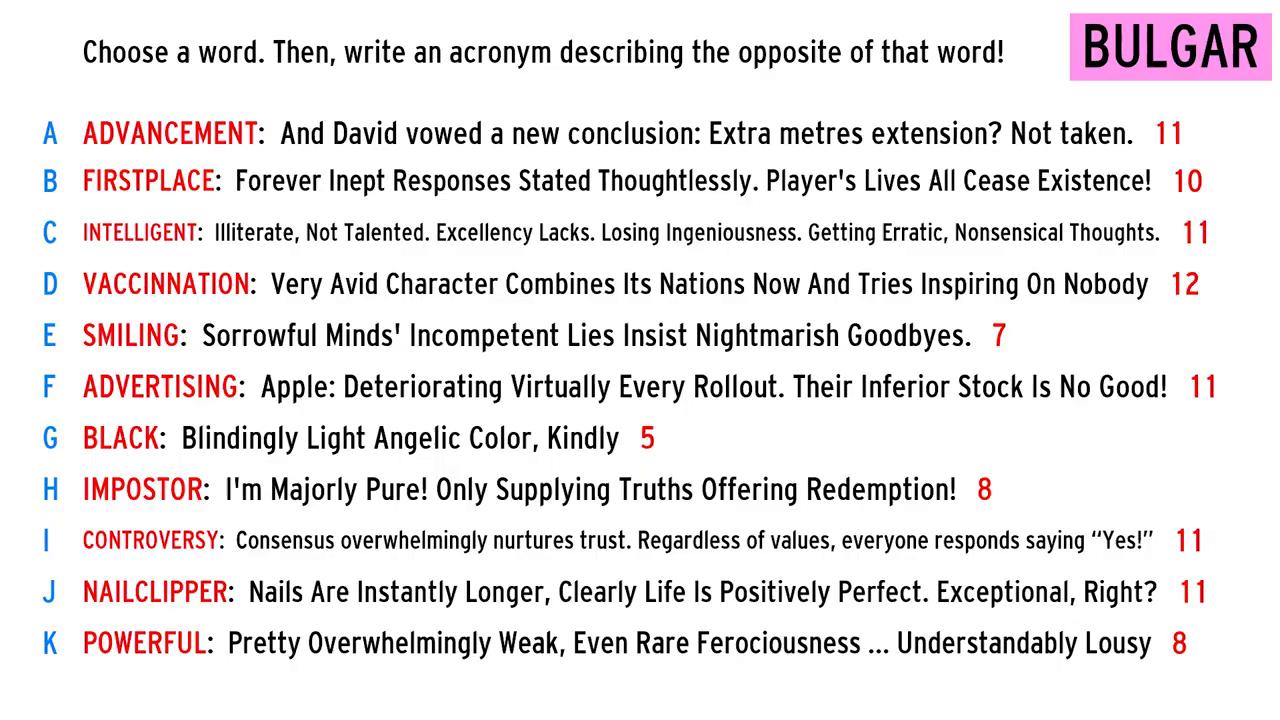 Choose a word. Then, write an acronym describing the opposite of that word!
BULGAR
A ADVANCEMENT: And David vowed a new conclusion: Extra metres extension? Not taken. 11
B FIRSTPLACE: Forever Inept Responses Stated Thoughtlessly. Player's Lives All Cease Existence! 10
C INTELLIGENT: Illiterate, Not Talented. Excellency Lacks. Losing Ingeniousness. Getting Erratic, Nonsensical Thoughts. 11
D VACCINNATION: Very Avid Character Combines Its Nations Now And Tries Inspiring On Nobody 12
E SMILING: Sorrowful Minds' Incompetent Lies Insist Nightmarish Goodbyes. 7
F ADVERTISING: Apple: Deteriorating Virtually Every Rollout. Their Inferior Stock Is No Good! 11
G BLACK: Blindingly Light Angelic Color, Kindly 5
H IMPOSTOR: I'm Majorly Pure! Only Supplying Truths Offering Redemption! 8
I CONTROVERSY: Consensus overwhelmingly nurtures trust. Regardless of values, everyone responds saying “Yes!” 11
J NAILCLIPPER: Nails Are Instantly Longer, Clearly Life Is Positively Perfect. Exceptional, Right? 11
K POWERFUL: Pretty Overwhelmingly Weak, Even Rare Ferociousness ... Understandably Lousy 8